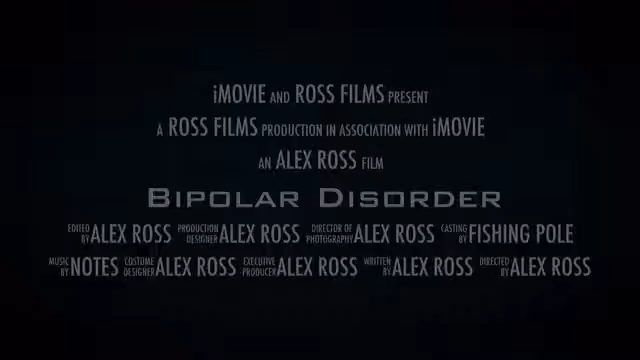 iMOVIE AND ROSS FILMS PRESENT
A ROSS FILMS PRODUCTION IN ASSOCIATION WITH iMOVIE
AN ALEX ROSS FILM
BIPOLAR DISORDER
EDITED BY ALEX ROSS PRODUCTION DESIGNER ALEX ROSS DIRECTOR OF PHOTOGRAPHY ALEX ROSS CASTING BY FISHING POLE
MUSIC BY NOTES COSTUME DESIGNER ALEX ROSS EXECUTIVE PRODUCER ALEX ROSS WRITTEN BY ALEX ROSS DIRECTED BY ALEX ROSS